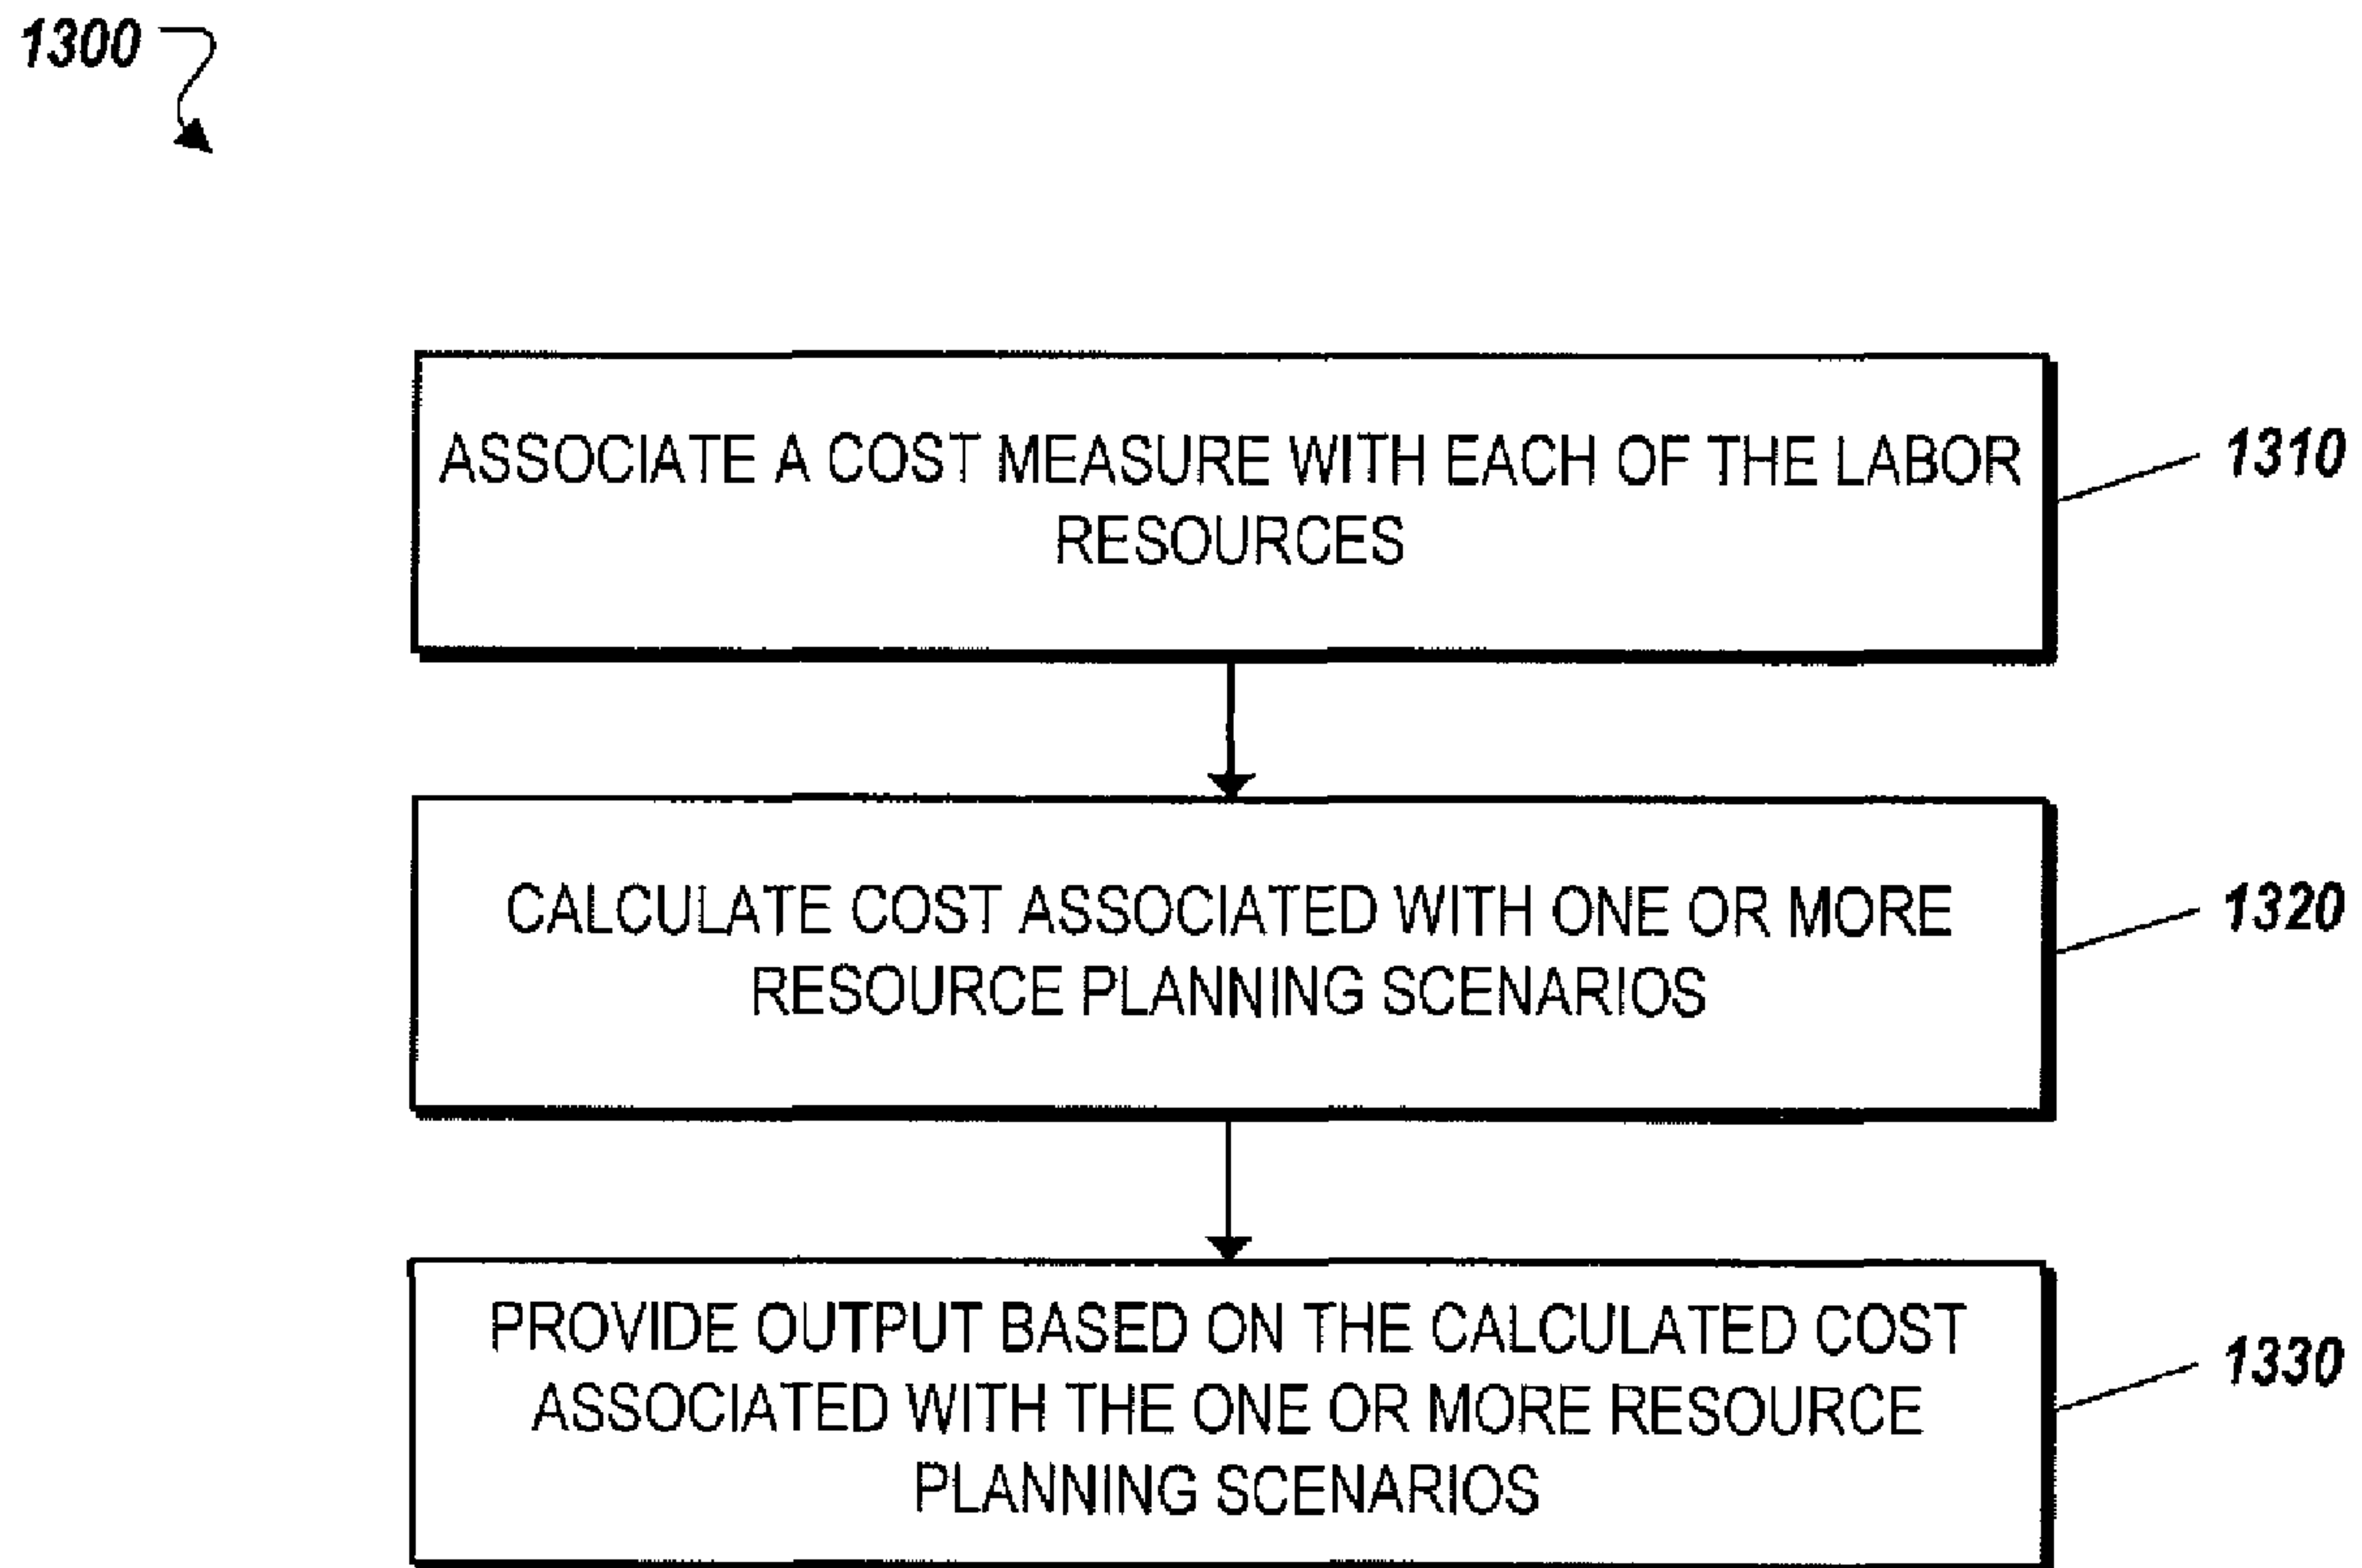 1300
ASSOCIATE A COST MEASURE WITH EACH OF THE LABOR
RESOURCES
1310
CALCULATE COST ASSOCIATED WITH ONE OR MORE
RESOURCE PLANNING SCENARIOS
1320
PROVIDE OUTPUT BASED ON THE CALCULATED COST
ASSOCIATED WITH THE ONE OR MORE RESOURCE
PLANNING SCENARIOS
1330